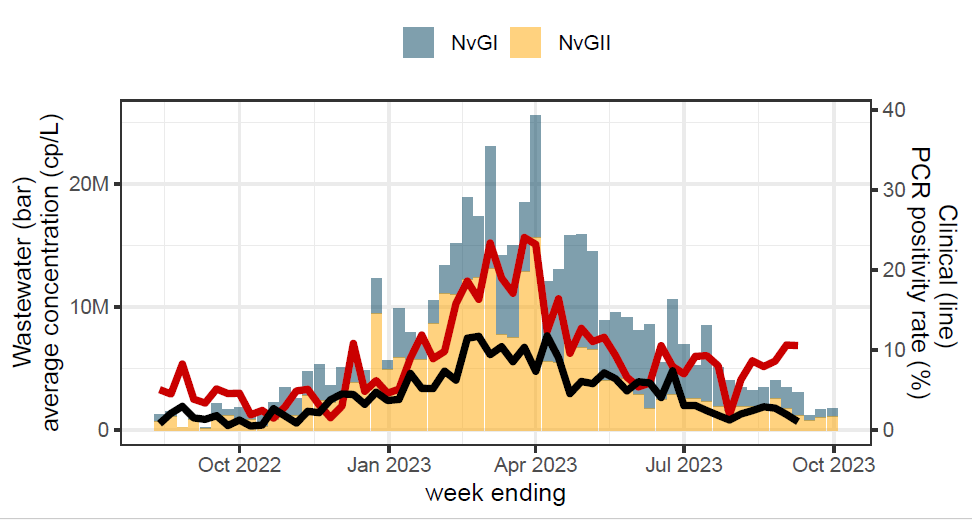 NvGI NvGII
Wastewater (bar)
average concentration (cp/L)
20M
10M
0
40
30
20
10
0
Clinical (line)
PCR positivity rate (%)
Oct 2022 Jan 2023 Apr 2023 Jul 2023 Oct 2023
week ending